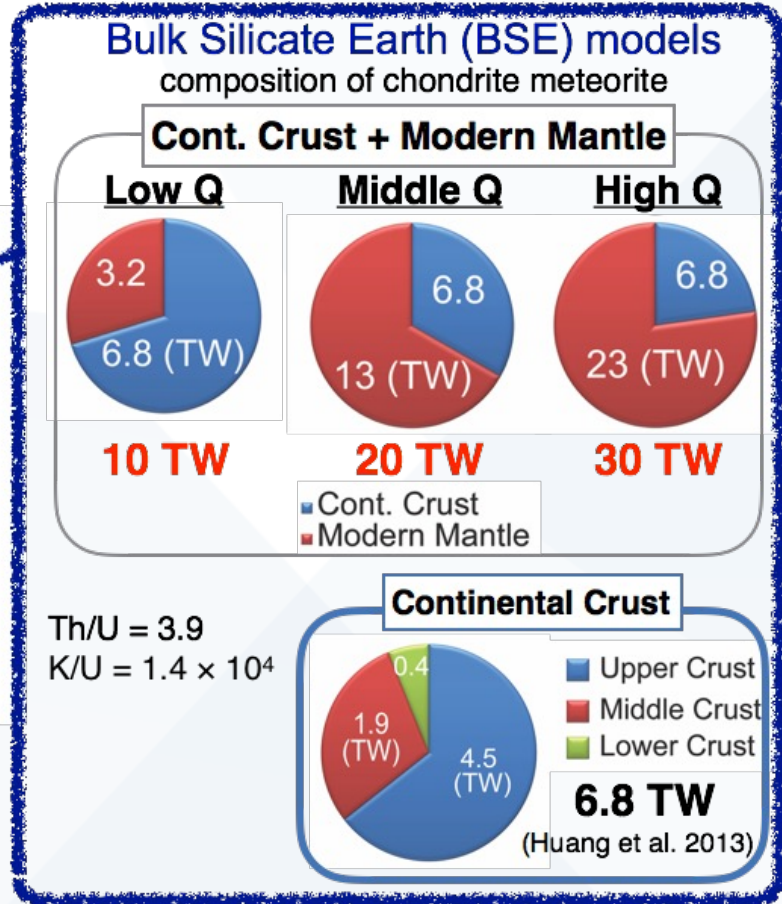 Bulk Silicate Earth (BSE) models
composition of chondrite meteorite
Cont. Crust + Modern Mantle
Low Q Middle Q High Q
3.2
6.8 (TW)
6.8
13 (TW)
6.8
23 (TW)
10 TW 20 TW 30 TW
Cont. Crust
Modern Mantle
Th/U = 3.9
K/U = 1.4 × 10⁴
Continental Crust
0.4
1.9
(TW)
4.5
(TW)
Upper Crust
Middle Crust
Lower Crust
6.8 TW
(Huang et al. 2013)